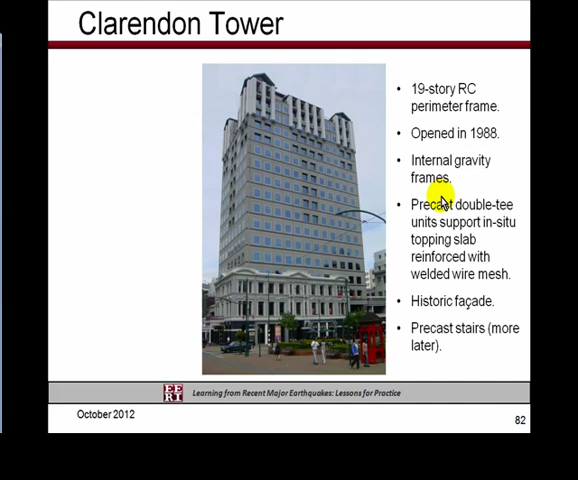 Clarendon Tower
• 19-story RC
perimeter frame.
• Opened in 1988.
• Internal gravity
frames.
• Precast double-tee
units support in-situ
topping slab
reinforced with
welded wire mesh.
• Historic façade.
• Precast stairs (more
later).
EE
RI
Learning from Recent Major Earthquakes: Lessons for Practice
October 2012
82